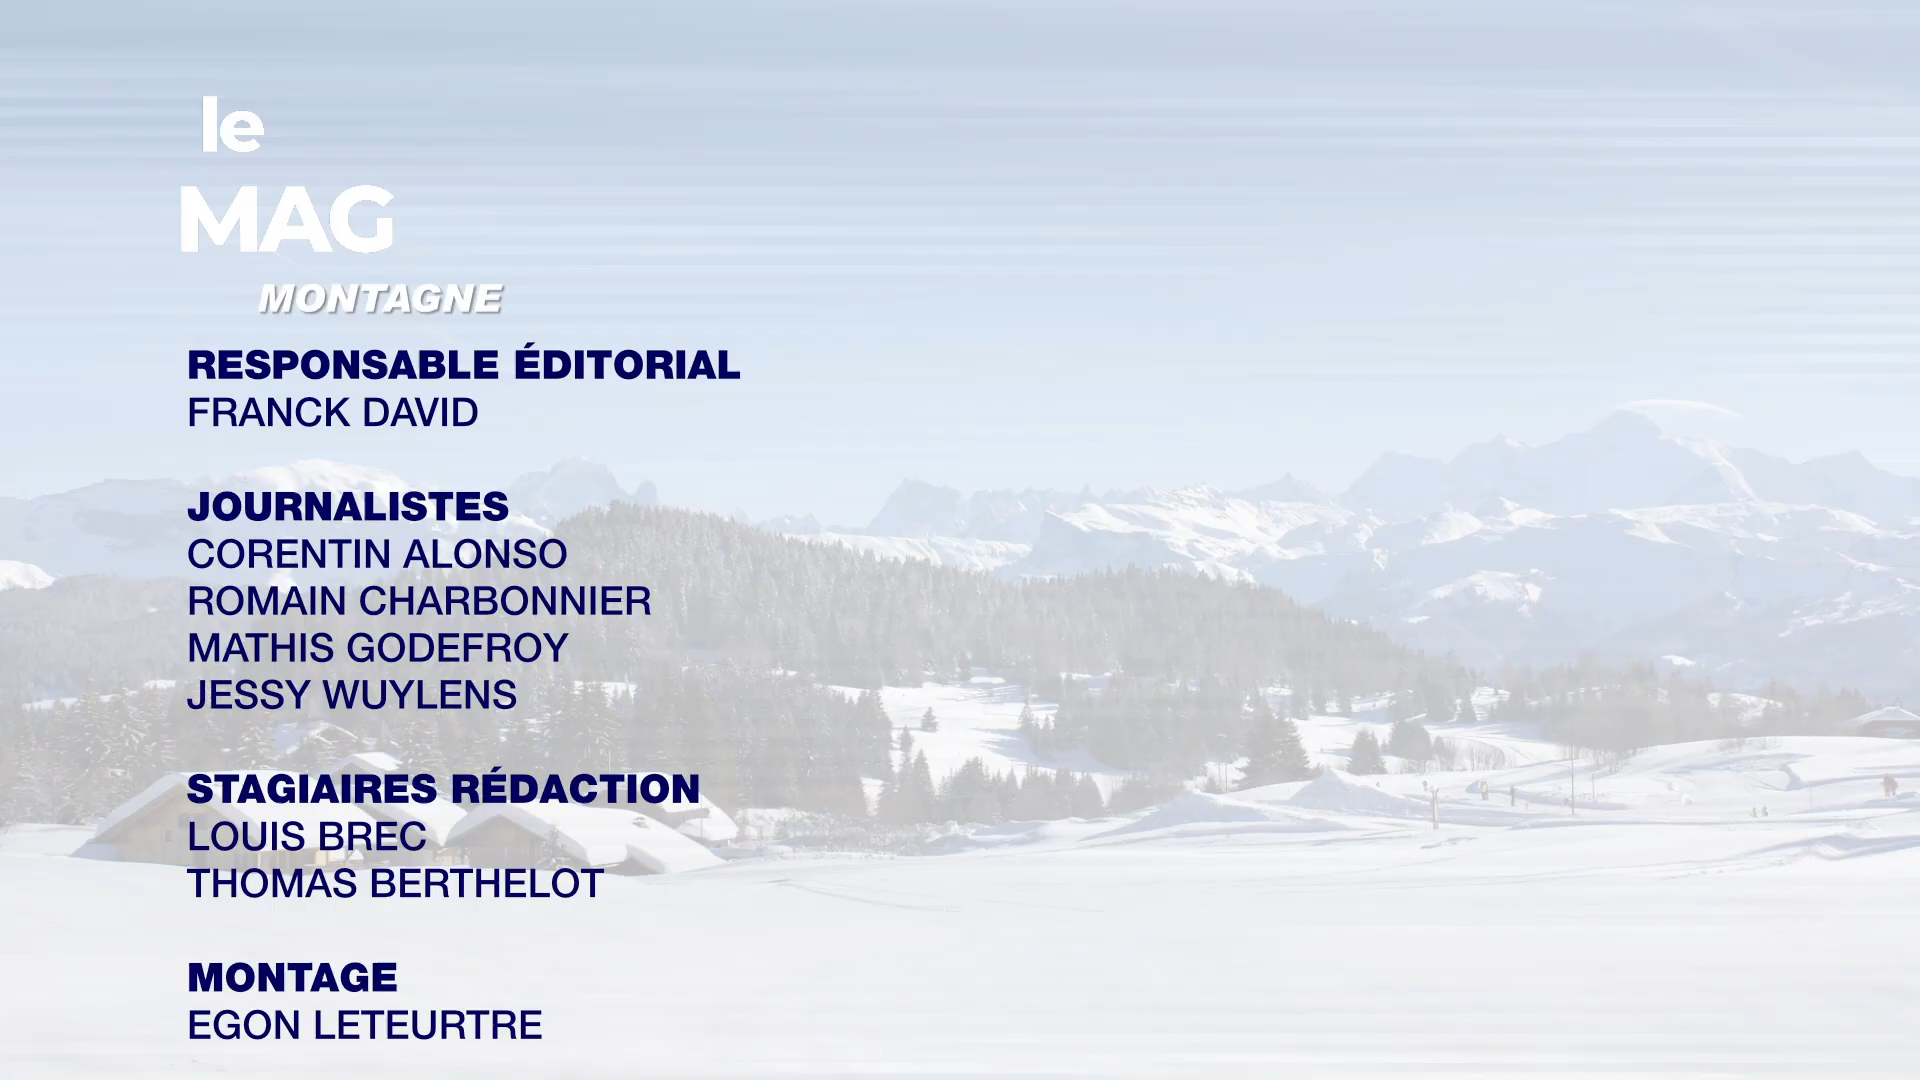 le
MAG
MONTAGNE
RESPONSABLE ÉDITORIAL
FRANCK DAVID
JOURNALISTES
CORENTIN ALONSO
ROMAIN CHARBONNIER
MATHIS GODEFROY
JESSY WUYLENS
STAGIAIRES RÉDACTION
LOUIS BREC
THOMAS BERTHELOT
MONTAGE
EGON LETEURTRE